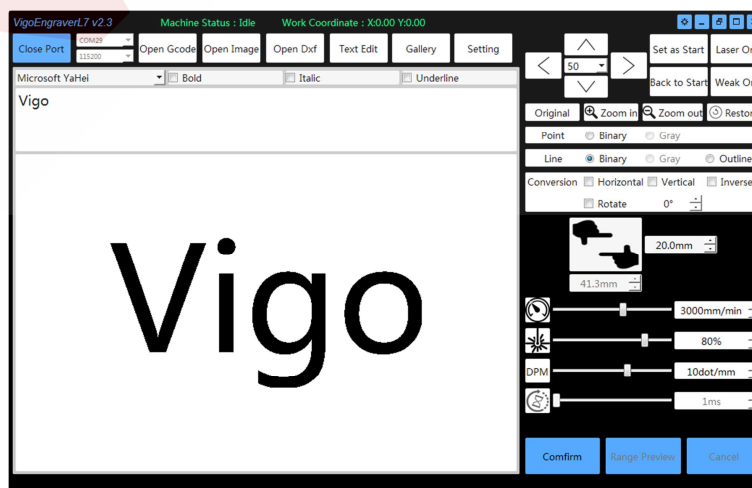 VigoEngraverL7 v2.3 Machine Status : Idle Work Coordinate : X:0.00 Y:0.00
Close Port COM29 Open Gcode Open Image Open Dxf Text Edit Gallery Setting
115200
50 Set as Start Laser On
Back to Start Weak On
Microsoft YaHei Bold Italic Underline
Vigo
Original Zoom in Zoom out Restor
Point Binary Gray
Line Binary Gray Outline
Conversion Horizontal Vertical Inverse
Rotate 0°
20.0mm
41.3mm
Vigo
3000mm/min
80%
DPM 10dot/mm
1ms
Comfirm Range Preview Cancel